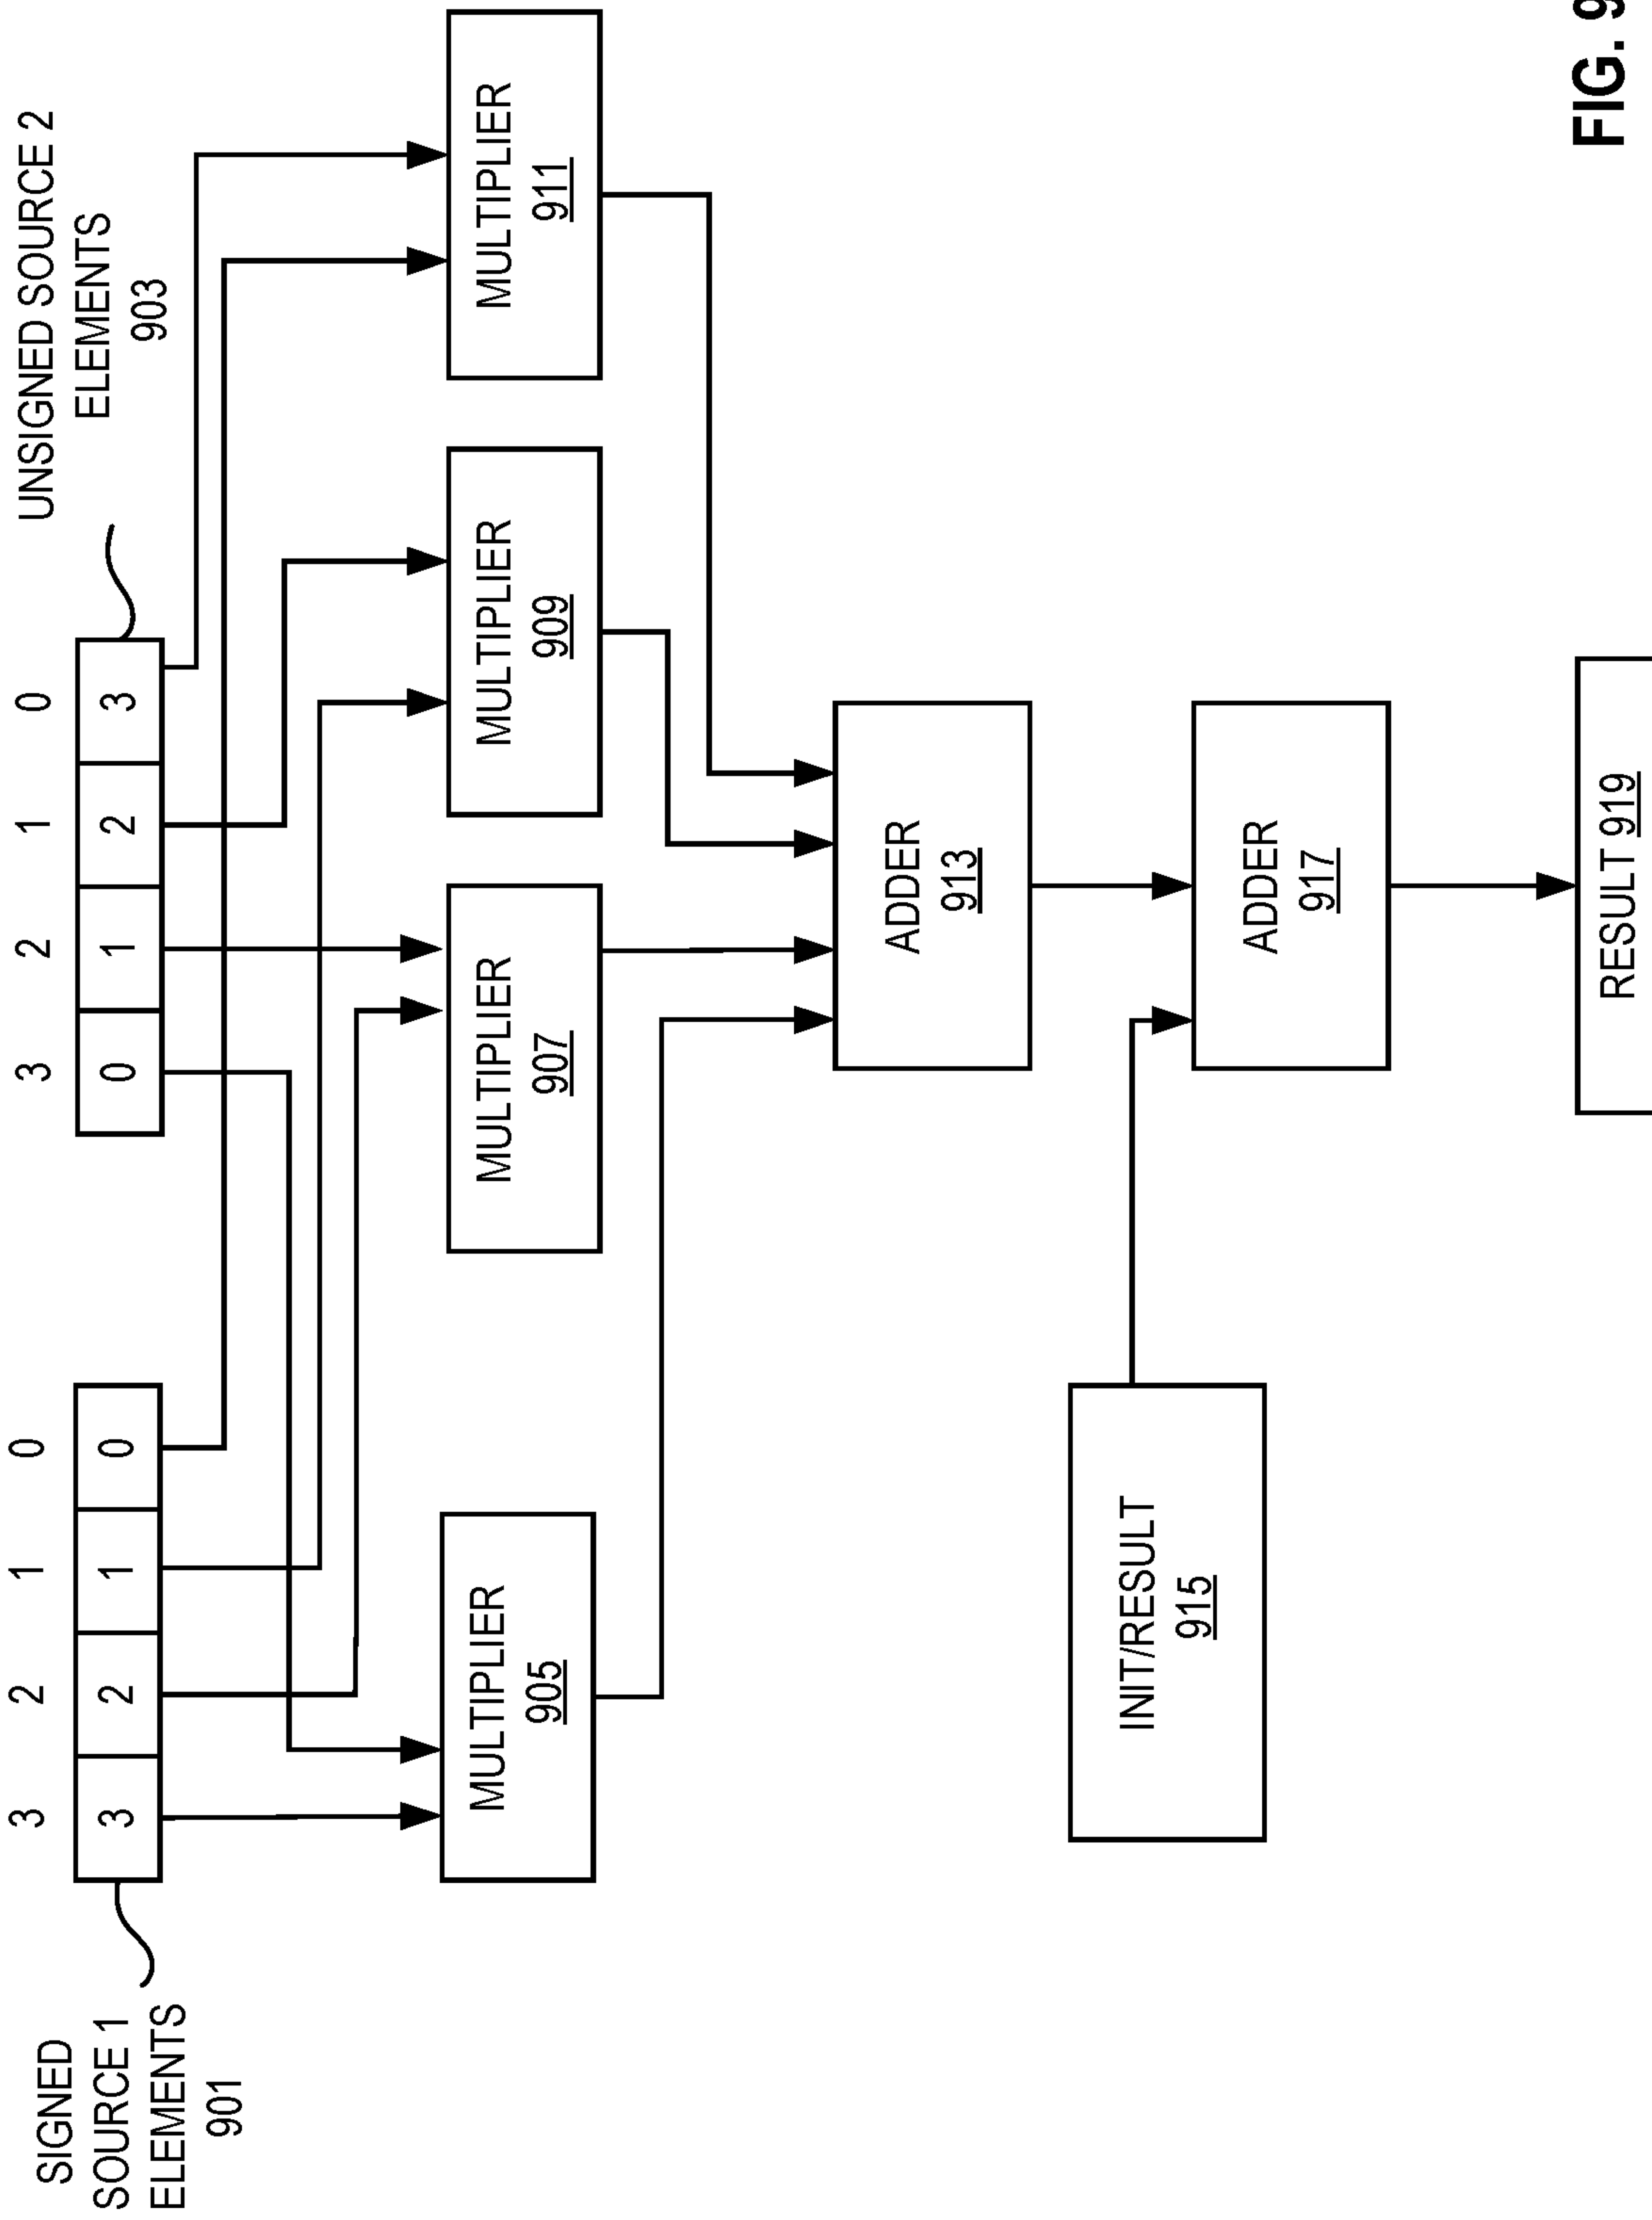 SIGNED
SOURCE 1
ELEMENTS
901
3 2 1 0
3 2 1 0
UNSIGNED SOURCE 2
ELEMENTS
903
3 2 1 0
0 1 2 3
MULTIPLIER
905
MULTIPLIER
907
MULTIPLIER
909
MULTIPLIER
911
ADDER
913
INIT/RESULT
915
ADDER
917
RESULT 919
FIG. 9